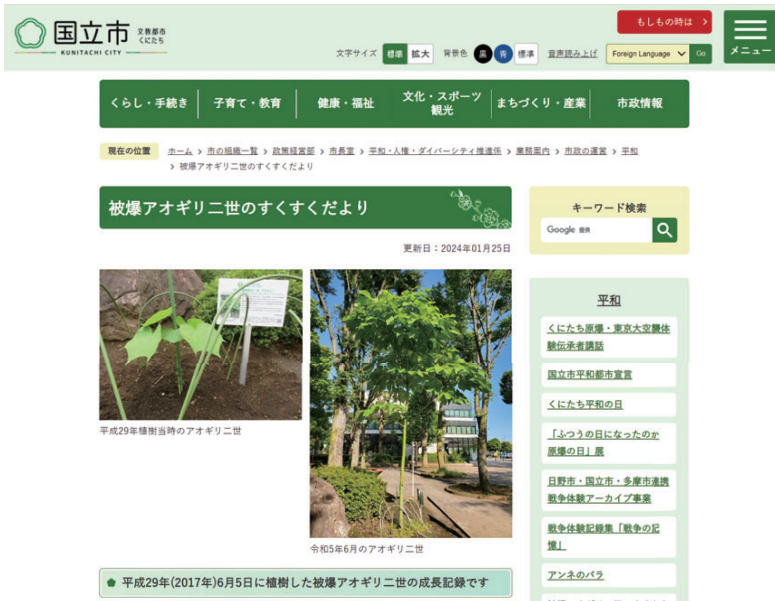 国立市
文教都市
くにたち
KUNITACHI CITY
もしもの時は
メニュー
文字サイズ 標準 拡大 背景色 黒 青 標準 音声読み上げ Foreign Language Go
くらし・手続き 子育て・教育 健康・福祉 文化・スポーツ 観光 まちづくり・産業 市政情報
現在の位置 ホーム > 市の組織一覧 > 政策経営部 > 市長室 > 平和・人権・ダイバーシティ推進係 > 業務案内 > 市政の運営 > 平和
> 被爆アオギリ二世のすくすくだより
被爆アオギリ二世のすくすくだより
更新日：2024年01月25日
平成29年植樹当時のアオギリ二世
令和5年6月のアオギリ二世
平成29年(2017年)6月5日に植樹した被爆アオギリ二世の成長記録です
キーワード検索
Google 提供
平和
くにたち原爆・東京大空襲体
験伝承者講話
国立市平和都市宣言
くにたち平和の日
「ふつうの日になったのか
原爆の日」展
日野市・国立市・多摩市連携
戦争体験アーカイブ事業
戦争体験記録集「戦争の記
憶」
アンネのバラ